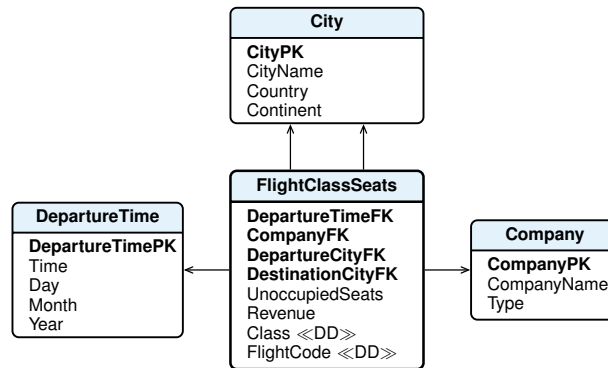 City
CityPK
CityName
Country
Continent
FlightClassSeats
DepartureTimeFK
CompanyFK
DepartureCityFK
DestinationCityFK
UnoccupiedSeats
Revenue
Class ≪DD≫
FlightCode ≪DD≫
DepartureTime
DepartureTimePK
Time
Day
Month
Year
Company
CompanyPK
CompanyName
Type